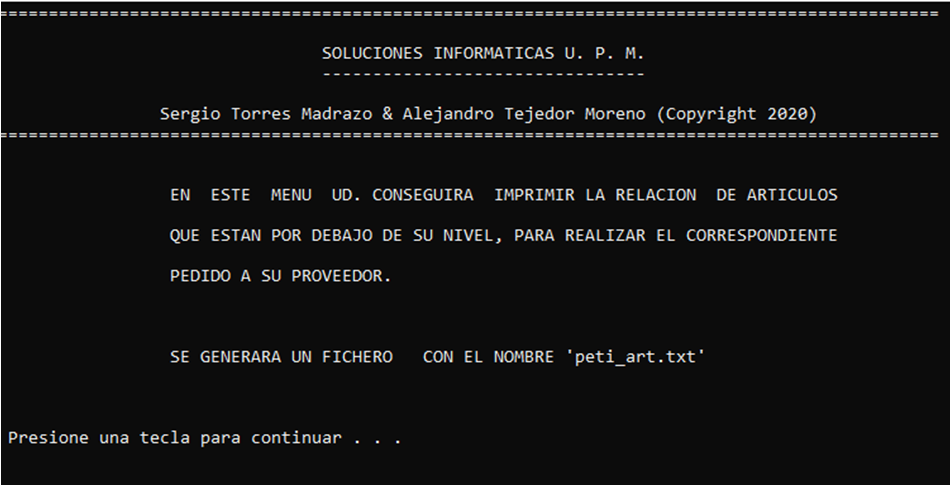 ==============================================================================================
SOLUCIONES INFORMATICAS U. P. M.
--------------------------------
Sergio Torres Madrazo & Alejandro Tejedor Moreno (Copyright 2020)
==============================================================================================
EN  ESTE  MENU  UD. CONSEGUIRA  IMPRIMIR LA RELACION  DE ARTICULOS
QUE ESTAN POR DEBAJO DE SU NIVEL, PARA REALIZAR EL CORRESPONDIENTE
PEDIDO A SU PROVEEDOR.
SE GENERARA UN FICHERO   CON EL NOMBRE 'peti_art.txt'
Presione una tecla para continuar . . .